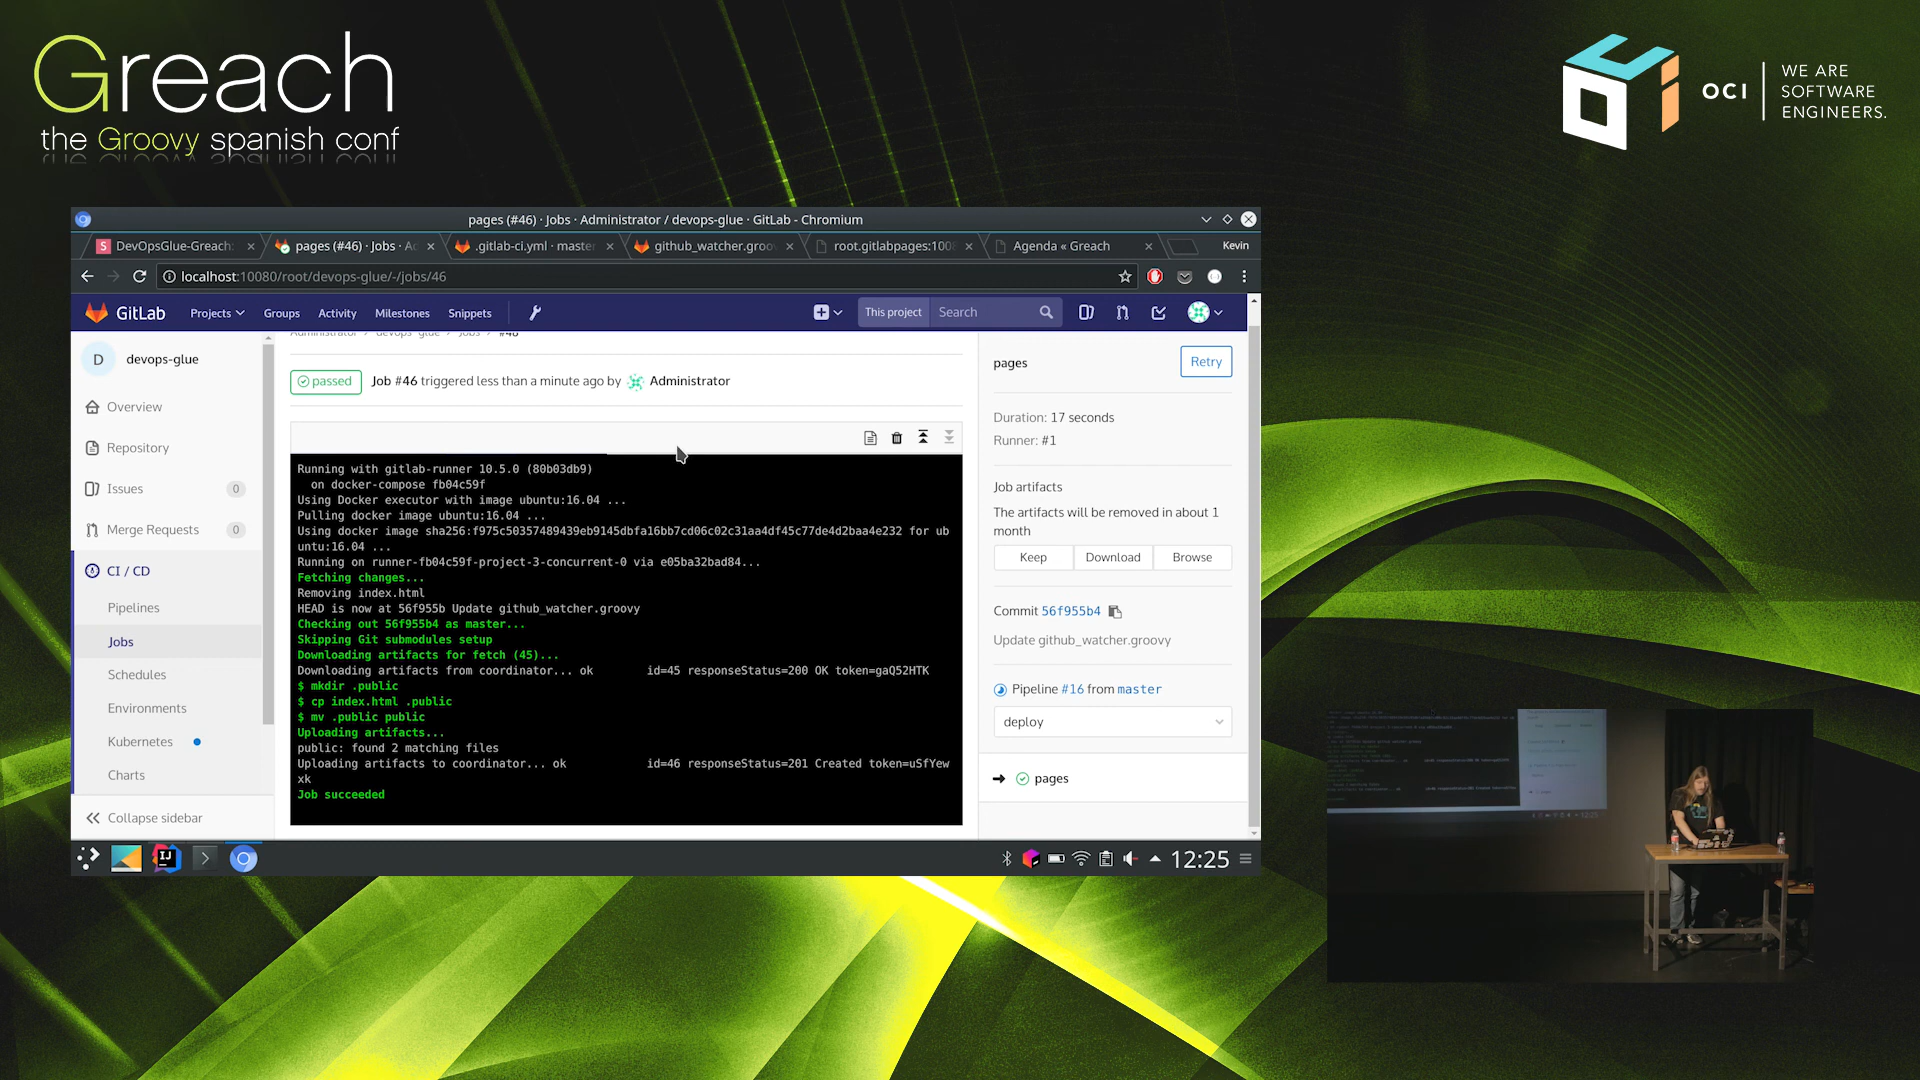 Greach
the Groovy spanish conf
OCI
WE ARE
SOFTWARE
ENGINEERS.
pages (#46) · Jobs · Administrator / devops-glue · GitLab - Chromium
DevOpsGlue-Greach:
pages (#46) · Jobs · Ad
.gitlab-ci.yml · master
github_watcher.groov
root.gitlabpages:100
Agenda « Greach
Kevin
localhost:10080/root/devops-glue/-/jobs/46
GitLab
Projects
Groups
Activity
Milestones
Snippets
This project
Search
Administrator > devops-glue > Jobs > #46
D
devops-glue
Overview
Repository
Issues
0
Merge Requests
0
CI / CD
Pipelines
Jobs
Schedules
Environments
Kubernetes
Charts
Collapse sidebar
passed
Job #46 triggered less than a minute ago by Administrator
Running with gitlab-runner 10.5.0 (80b03db9)
on docker-compose fb04c59f
Using Docker executor with image ubuntu:16.04 ...
Pulling docker image ubuntu:16.04 ...
Using docker image sha256:f975c50357489439eb9145dbfa16bb7cd06c02c31aa4df45c77de4d2baa4e232 for ub
untu:16.04 ...
Running on runner-fb04c59f-project-3-concurrent-0 via e05ba32bad84...
Fetching changes...
Removing index.html
HEAD is now at 56f955b Update github_watcher.groovy
Checking out 56f955b4 as master...
Skipping Git submodules setup
Downloading artifacts for fetch (45)...
Downloading artifacts from coordinator... ok id=45 responseStatus=200 OK token=gaQ52HTK
$ mkdir .public
$ cp index.html .public
$ mv .public public
Uploading artifacts...
public: found 2 matching files
Uploading artifacts to coordinator... ok id=46 responseStatus=201 Created token=uSfYew
xk
Job succeeded
pages
Retry
Duration: 17 seconds
Runner: #1
Job artifacts
The artifacts will be removed in about 1
month
Keep
Download
Browse
Commit 56f955b4
Update github_watcher.groovy
Pipeline #16 from master
deploy
pages
IJ
12:25